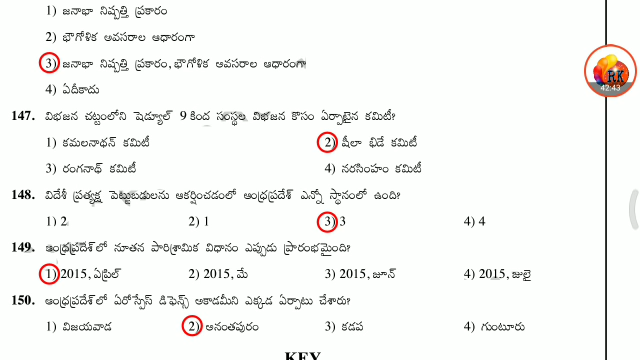 1) జనాభా నిష్పత్తి ప్రకారం
2) భౌగోళిక అవసరాల ఆధారంగా
3) జనాభా నిష్పత్తి ప్రకారం, భౌగోళిక అవసరాల ఆధారంగా
4) ఏదీకాదు
RK
42:43
147. విభజన చట్టంలోని షెడ్యూల్ 9 కింద సంస్థల విభజన కొసం ఏర్పాటైన కమిటీ?
1) కమలనాథన్ కమిటీ 2) షీలా భిడే కమిటీ
3) రంగనాథ్ కమిటీ 4) నరసింహం కమిటీ
148. విదేశీ ప్రత్యక్ష పెట్టుబడులను ఆకర్షించడంలో ఆంధ్రప్రదేశ్ ఎన్నో స్థానంలో ఉంది?
1) 2 2) 1 3) 3 4) 4
149. ఆంధ్రప్రదేశ్‌లో నూతన పారిశ్రామిక విధానం ఎప్పుడు ప్రారంభమైంది?
1) 2015, ఏప్రిల్ 2) 2015, మే 3) 2015, జూన్ 4) 2015, జులై
150. ఆంధ్రప్రదేశ్‌లో ఏరోస్పేస్ డిఫెన్స్ అకాడమీని ఎక్కడ ఏర్పాటు చేశారు?
1) విజయవాడ 2) అనంతపురం 3) కడప 4) గుంటూరు
KEY